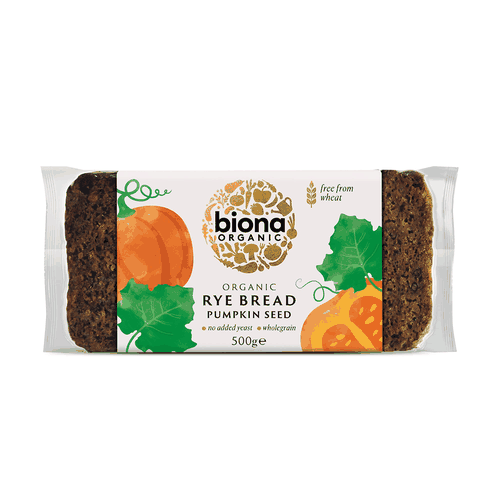 biona
ORGANIC
free from
wheat
ORGANIC
RYE BREAD
PUMPKIN SEED
• no added yeast • wholegrain
500g℮